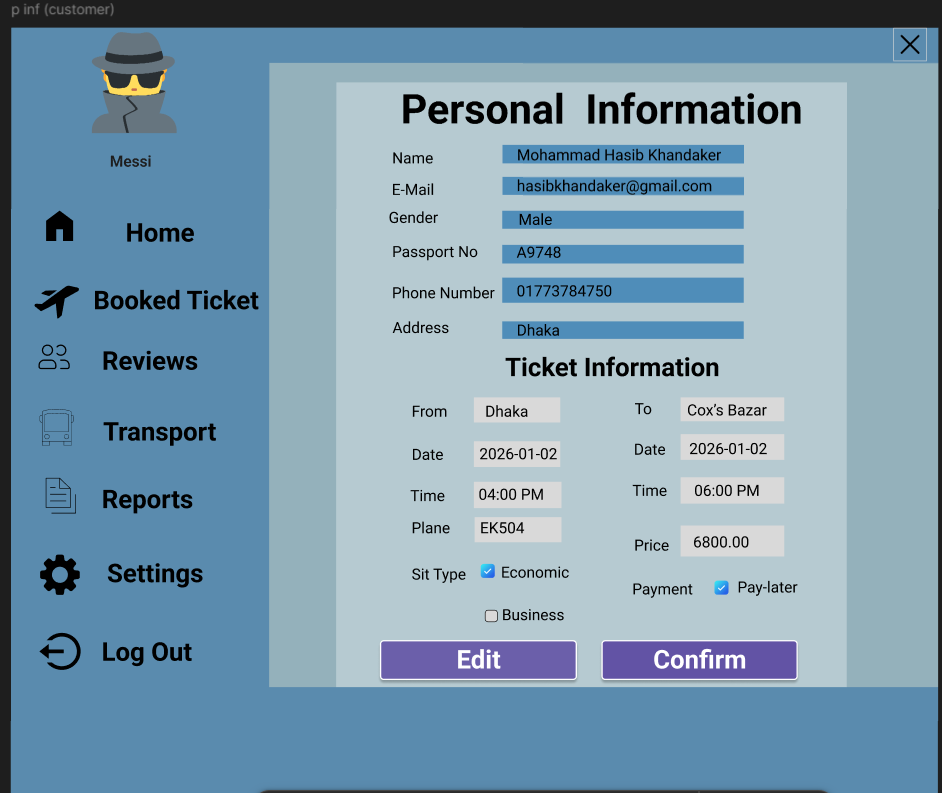 p inf (customer)
Messi
Home
Booked Ticket
Reviews
Transport
Reports
Settings
Log Out
Personal Information
Name Mohammad Hasib Khandaker
E-Mail hasibkhandaker@gmail.com
Gender Male
Passport No A9748
Phone Number 01773784750
Address Dhaka
Ticket Information
From Dhaka To Cox's Bazar
Date 2026-01-02 Date 2026-01-02
Time 04:00 PM Time 06:00 PM
Plane EK504 Price 6800.00
Sit Type Economic Payment Pay-later
Business
Edit Confirm